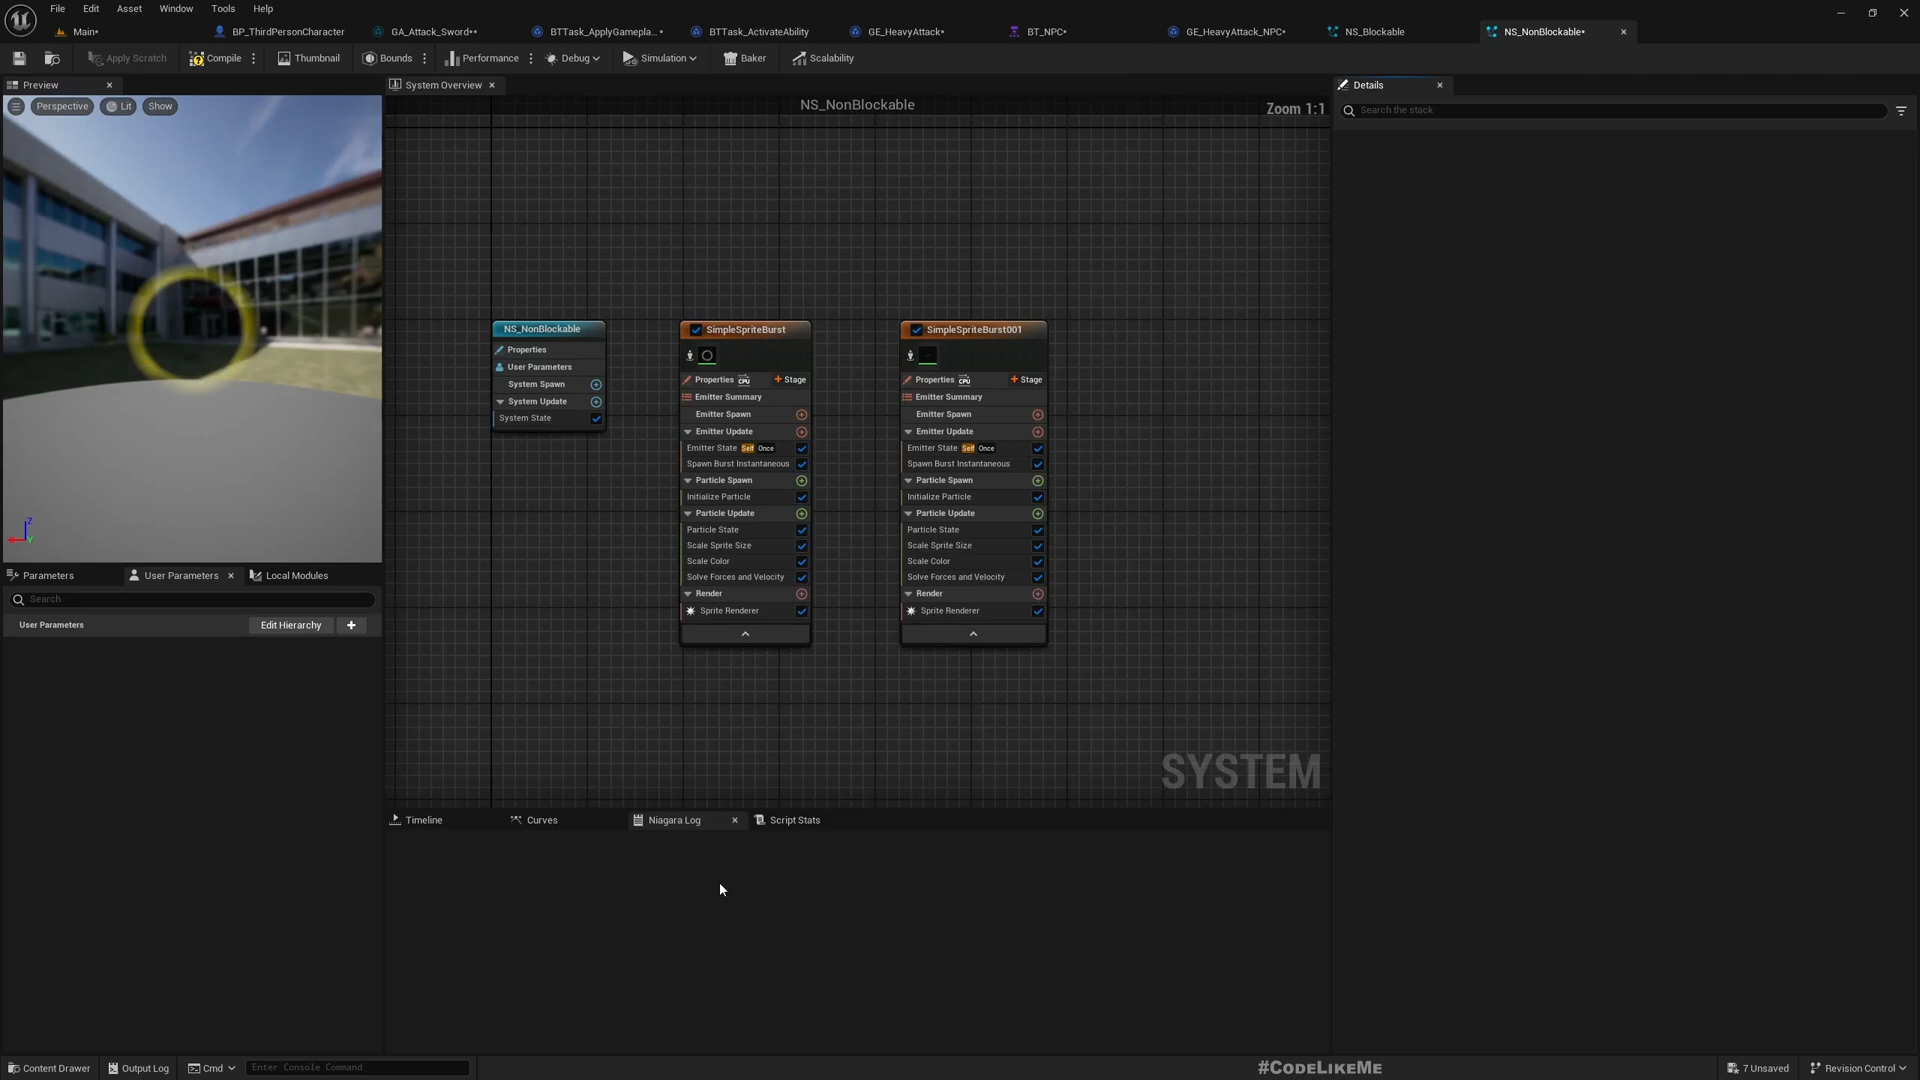 File Edit Asset Window Tools Help
Main* BP_ThirdPersonCharacter GA_Attack_Sword** BTTask_ApplyGamepla...* BTTask_ActivateAbility GE_HeavyAttack* BT_NPC* GE_HeavyAttack_NPC* NS_Blockable NS_NonBlockable*
Apply Scratch Compile Thumbnail Bounds Performance Debug Simulation Baker Scalability
Preview
System Overview
Details
Perspective Lit Show
NS_NonBlockable
Zoom 1:1
Search the stack
NS_NonBlockable
Properties
User Parameters
System Spawn
System Update
System State
SimpleSpriteBurst
Properties CPU Stage
Emitter Summary
Emitter Spawn
Emitter Update
Emitter State Self Once
Spawn Burst Instantaneous
Particle Spawn
Initialize Particle
Particle Update
Particle State
Scale Sprite Size
Scale Color
Solve Forces and Velocity
Render
Sprite Renderer
SimpleSpriteBurst001
Properties CPU Stage
Emitter Summary
Emitter Spawn
Emitter Update
Emitter State Self Once
Spawn Burst Instantaneous
Particle Spawn
Initialize Particle
Particle Update
Particle State
Scale Sprite Size
Scale Color
Solve Forces and Velocity
Render
Sprite Renderer
SYSTEM
Z
X
Y
Parameters User Parameters Local Modules
Search
User Parameters Edit Hierarchy
Timeline Curves Niagara Log Script Stats
Content Drawer Output Log Cmd Enter Console Command
#CodeLikeMe
7 Unsaved Revision Control